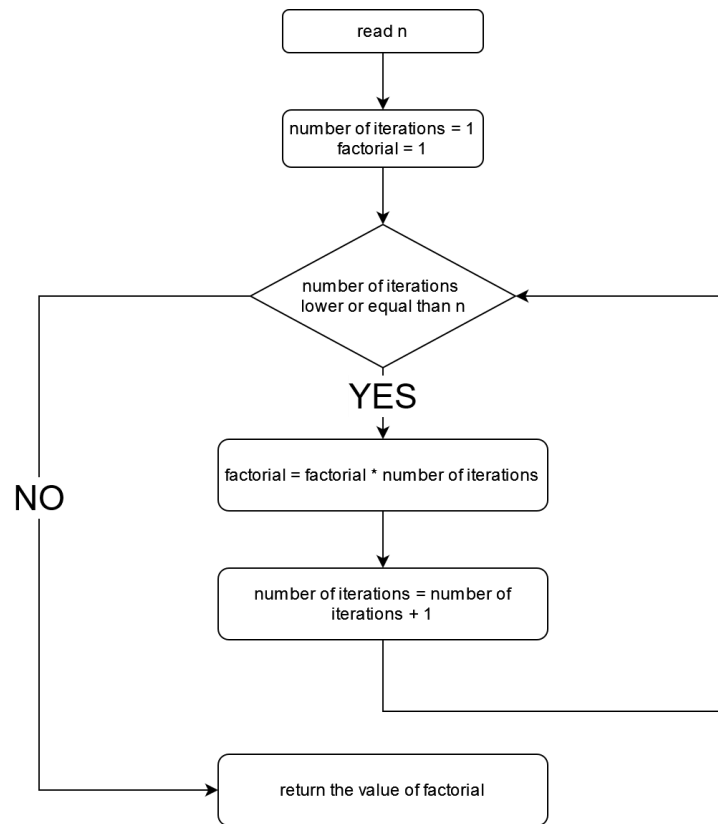 read n
number of iterations = 1
factorial = 1
number of iterations
lower or equal than n
YES
factorial = factorial * number of iterations
NO
number of iterations = number of
iterations + 1
return the value of factorial